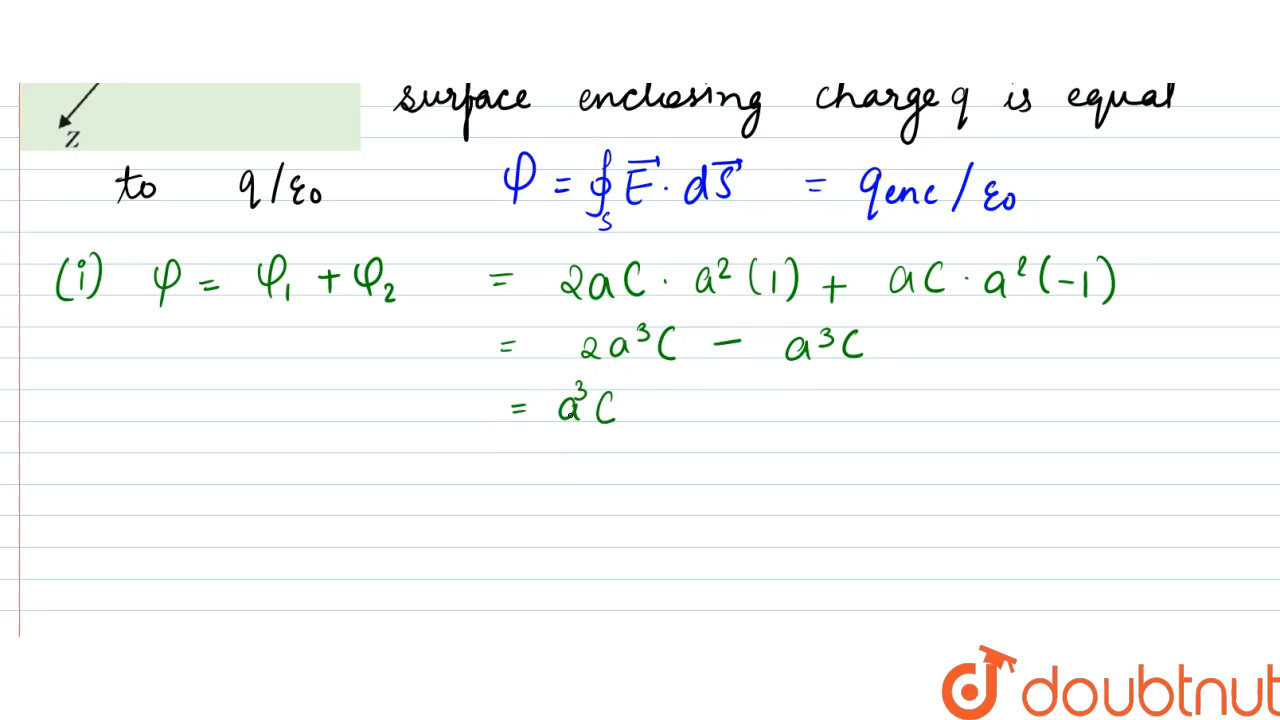 surface enclosing charge q is equal
Z
to q/ε₀ φ = ∮ₛ E⃗ · dS⃗ = qenc/ε₀
(i) φ = φ₁ + φ₂ = 2aC · a²(1) + aC · a²(-1)
= 2a³C - a³C
= a³C
doubtnut